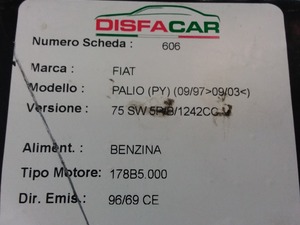 DISFACAR
Numero Scheda : 606
Marca : FIAT
Modello : PALIO (PY) (09/97>09/03<)
Versione : 75 SW 5P/B/1242CC
Aliment. : BENZINA
Tipo Motore: 178B5.000
Dir. Emis.: 96/69 CE